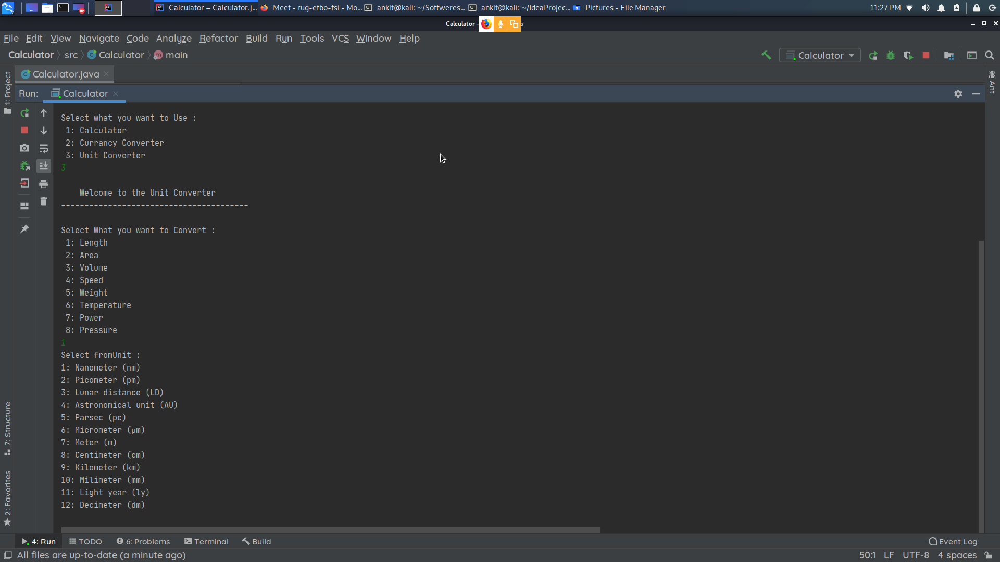 Calculator – Calculator.j...
Meet - rug-efbo-fsi - Mo...
ankit@kali: ~/Softweres...
ankit@kali: ~/IdeaProjec...
Pictures - File Manager
11:27 PM
Calculator -
File Edit View Navigate Code Analyze Refactor Build Run Tools VCS Window Help
Calculator src Calculator main
Calculator
1: Project
Calculator.java
Ant
Run: Calculator
Select what you want to Use :
1: Calculator
2: Currancy Converter
3: Unit Converter
3
Welcome to the Unit Converter
----------------------------------------
Select What you want to Convert :
1: Length
2: Area
3: Volume
4: Speed
5: Weight
6: Temperature
7: Power
8: Pressure
1
Select fromUnit :
1: Nanometer (nm)
2: Picometer (pm)
3: Lunar distance (LD)
4: Astronomical unit (AU)
5: Parsec (pc)
6: Micrometer (µm)
7: Meter (m)
8: Centimeter (cm)
9: Kilometer (km)
10: Milimeter (mm)
11: Light year (ly)
12: Decimeter (dm)
7: Structure
2: Favorites
4: Run TODO 6: Problems Terminal Build Event Log
All files are up-to-date (a minute ago) 50:1 LF UTF-8 4 spaces